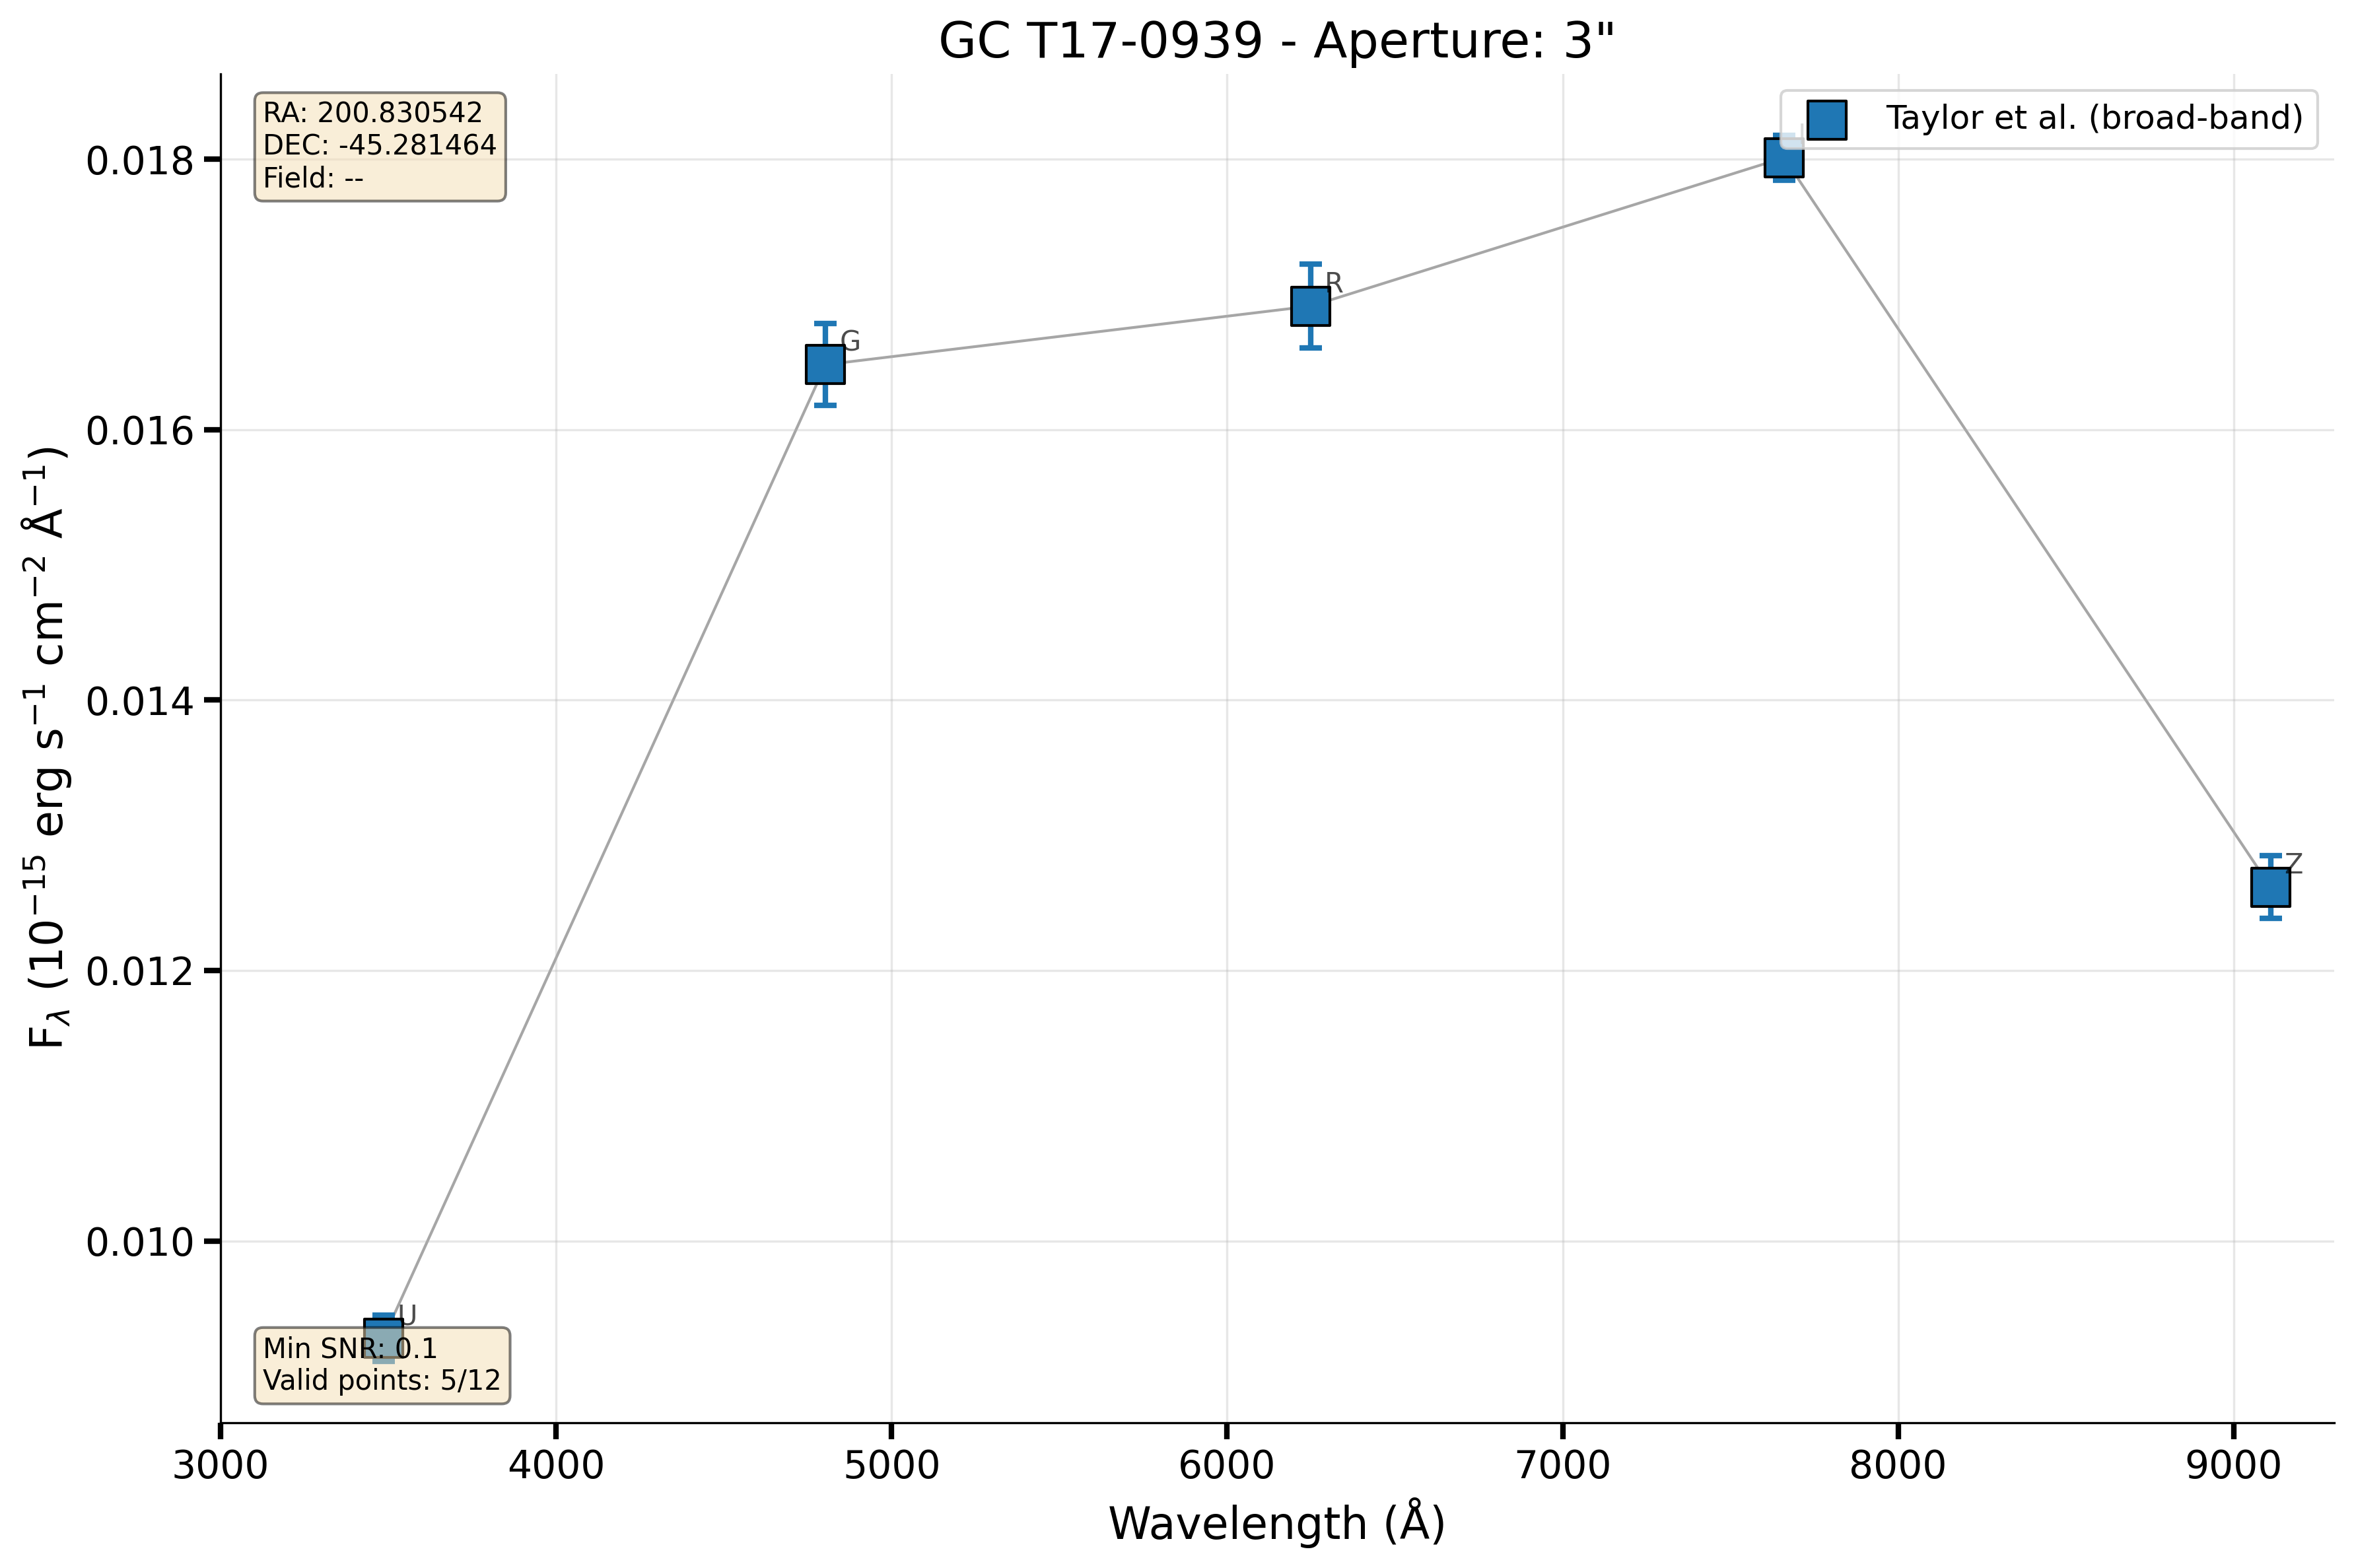 GC T17-0939 - Aperture: 3"
RA: 200.830542
DEC: -45.281464
Field: --
Taylor et al. (broad-band)
0.018
0.016
0.014
0.012
0.010
F_λ (10⁻¹⁵ erg s⁻¹ cm⁻² Å⁻¹)
G
R
Z
U
Min SNR: 0.1
Valid points: 5/12
3000 4000 5000 6000 7000 8000 9000
Wavelength (Å)